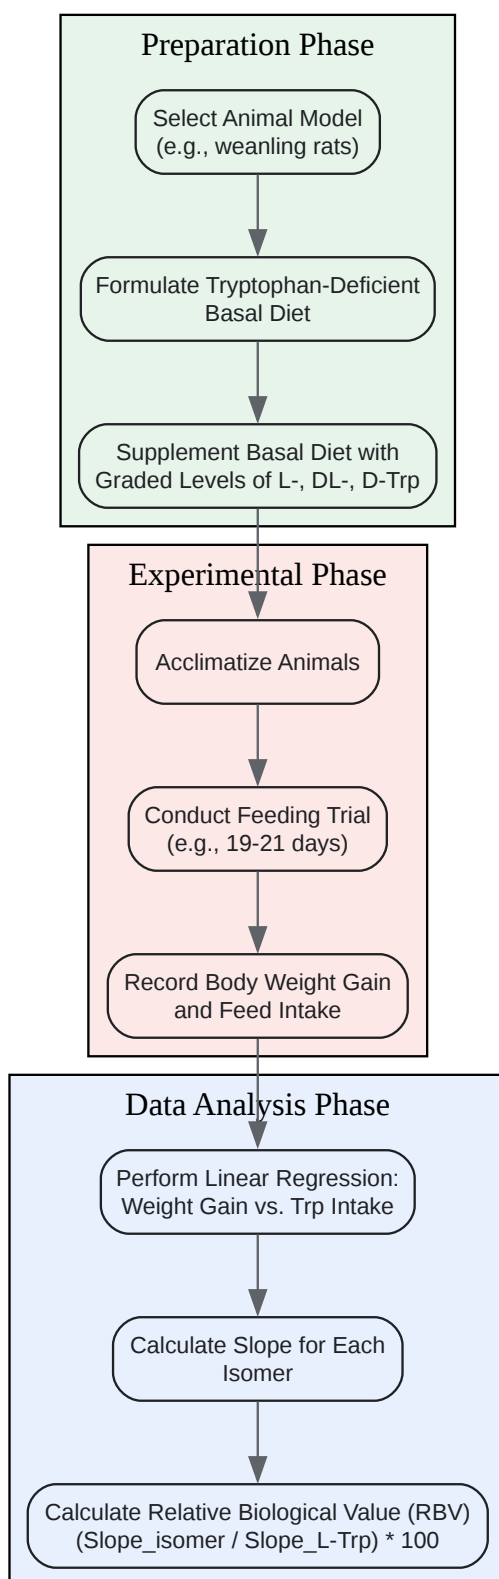 Preparation Phase
Select Animal Model
(e.g., weanling rats)
Formulate Tryptophan-Deficient
Basal Diet
Supplement Basal Diet with
Graded Levels of L-, DL-, D-Trp
Experimental Phase
Acclimatize Animals
Conduct Feeding Trial
(e.g., 19-21 days)
Record Body Weight Gain
and Feed Intake
Data Analysis Phase
Perform Linear Regression:
Weight Gain vs. Trp Intake
Calculate Slope for Each
Isomer
Calculate Relative Biological Value (RBV)
(Slope_isomer / Slope_L-Trp) * 100